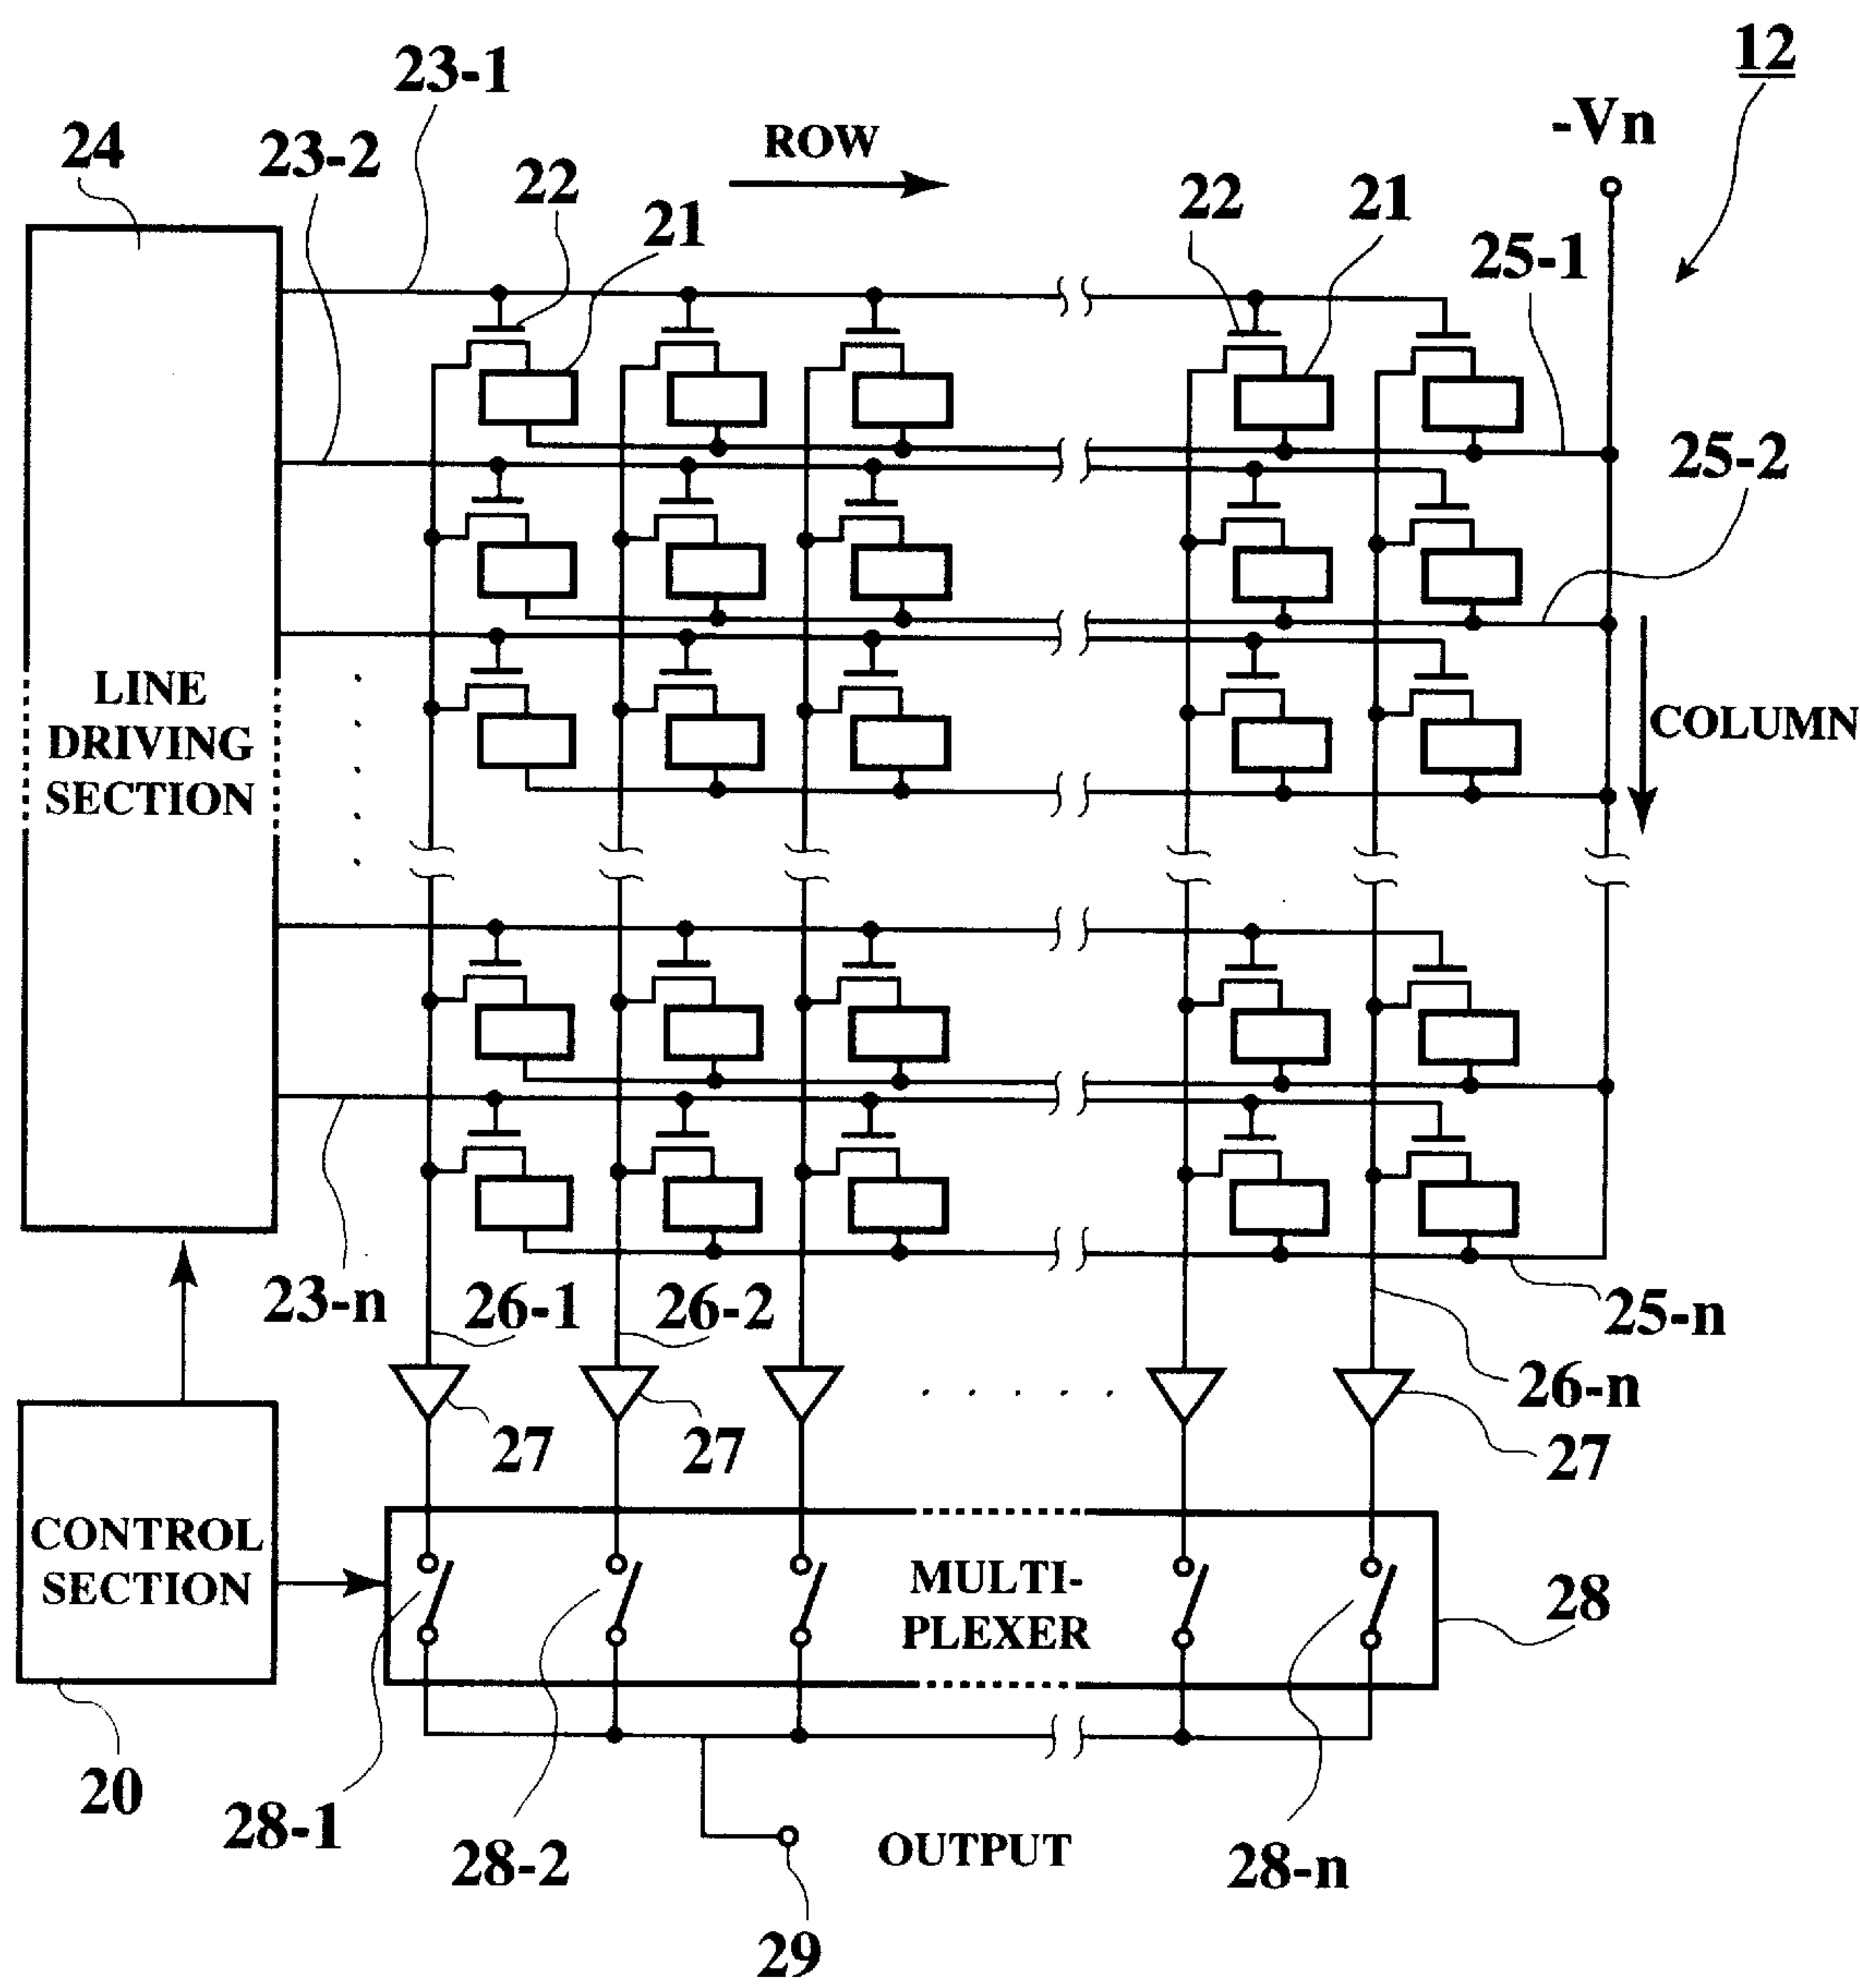 12
23-1
-Vn
ROW
24
23-2
22
21
22
21
25-1
25-2
LINE
DRIVING
SECTION
COLUMN
23-n
26-1
26-2
25-n
26-n
27
27
27
CONTROL
SECTION
MULTI-
PLEXER
28
20
28-1
28-2
OUTPUT
28-n
29